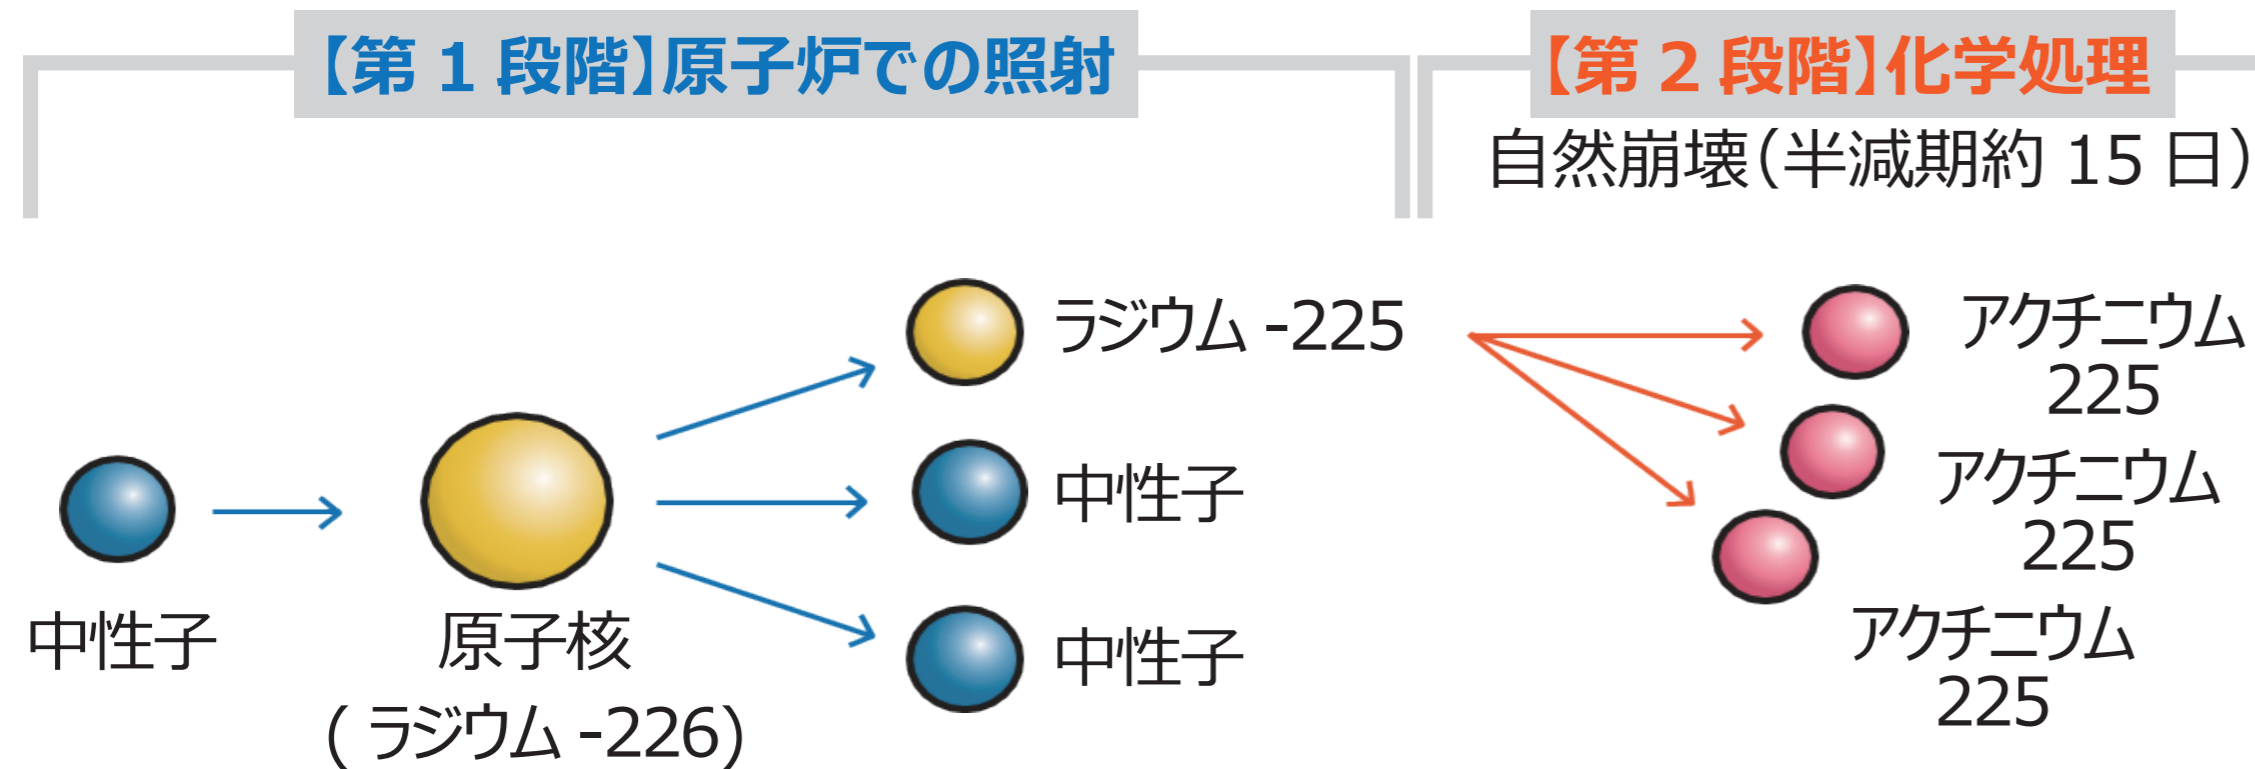 【第 1 段階】原子炉での照射
【第 2 段階】化学処理
自然崩壊（半減期約 15 日）
中性子
原子核
( ラジウム -226)
ラジウム -225
中性子
中性子
アクチニウム
225
アクチニウム
225
アクチニウム
225